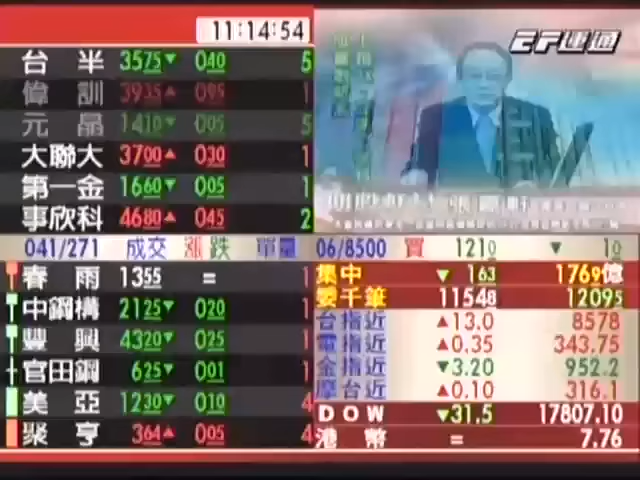 11:14:54
台半 3575▼ 040 5
偉訓 3935▲ 095 1
元晶 1410▼ 005 5
大聯大 3700▲ 030 1
第一金 1660▼ 005 1
事欣科 4680▲ 045 2
EF運通
041/271 成交 漲跌 單量
06/8500 買 1210 ▼ 10
春雨 1355 = 1
中鋼構 2125▼ 020 1
豐興 4320▼ 025 1
官田鋼 625▼ 001 1
美亞 1230▼ 010 4
聚亨 364▲ 005 4
集中 ▼ 163 1769億
委千筆 11548 12095
台指近 ▲13.0 8578
電指近 ▲0.35 343.75
金指近 ▼3.20 952.2
摩台近 ▲0.10 316.1
DOW ▼31.5 17807.10
港幣 = 7.76